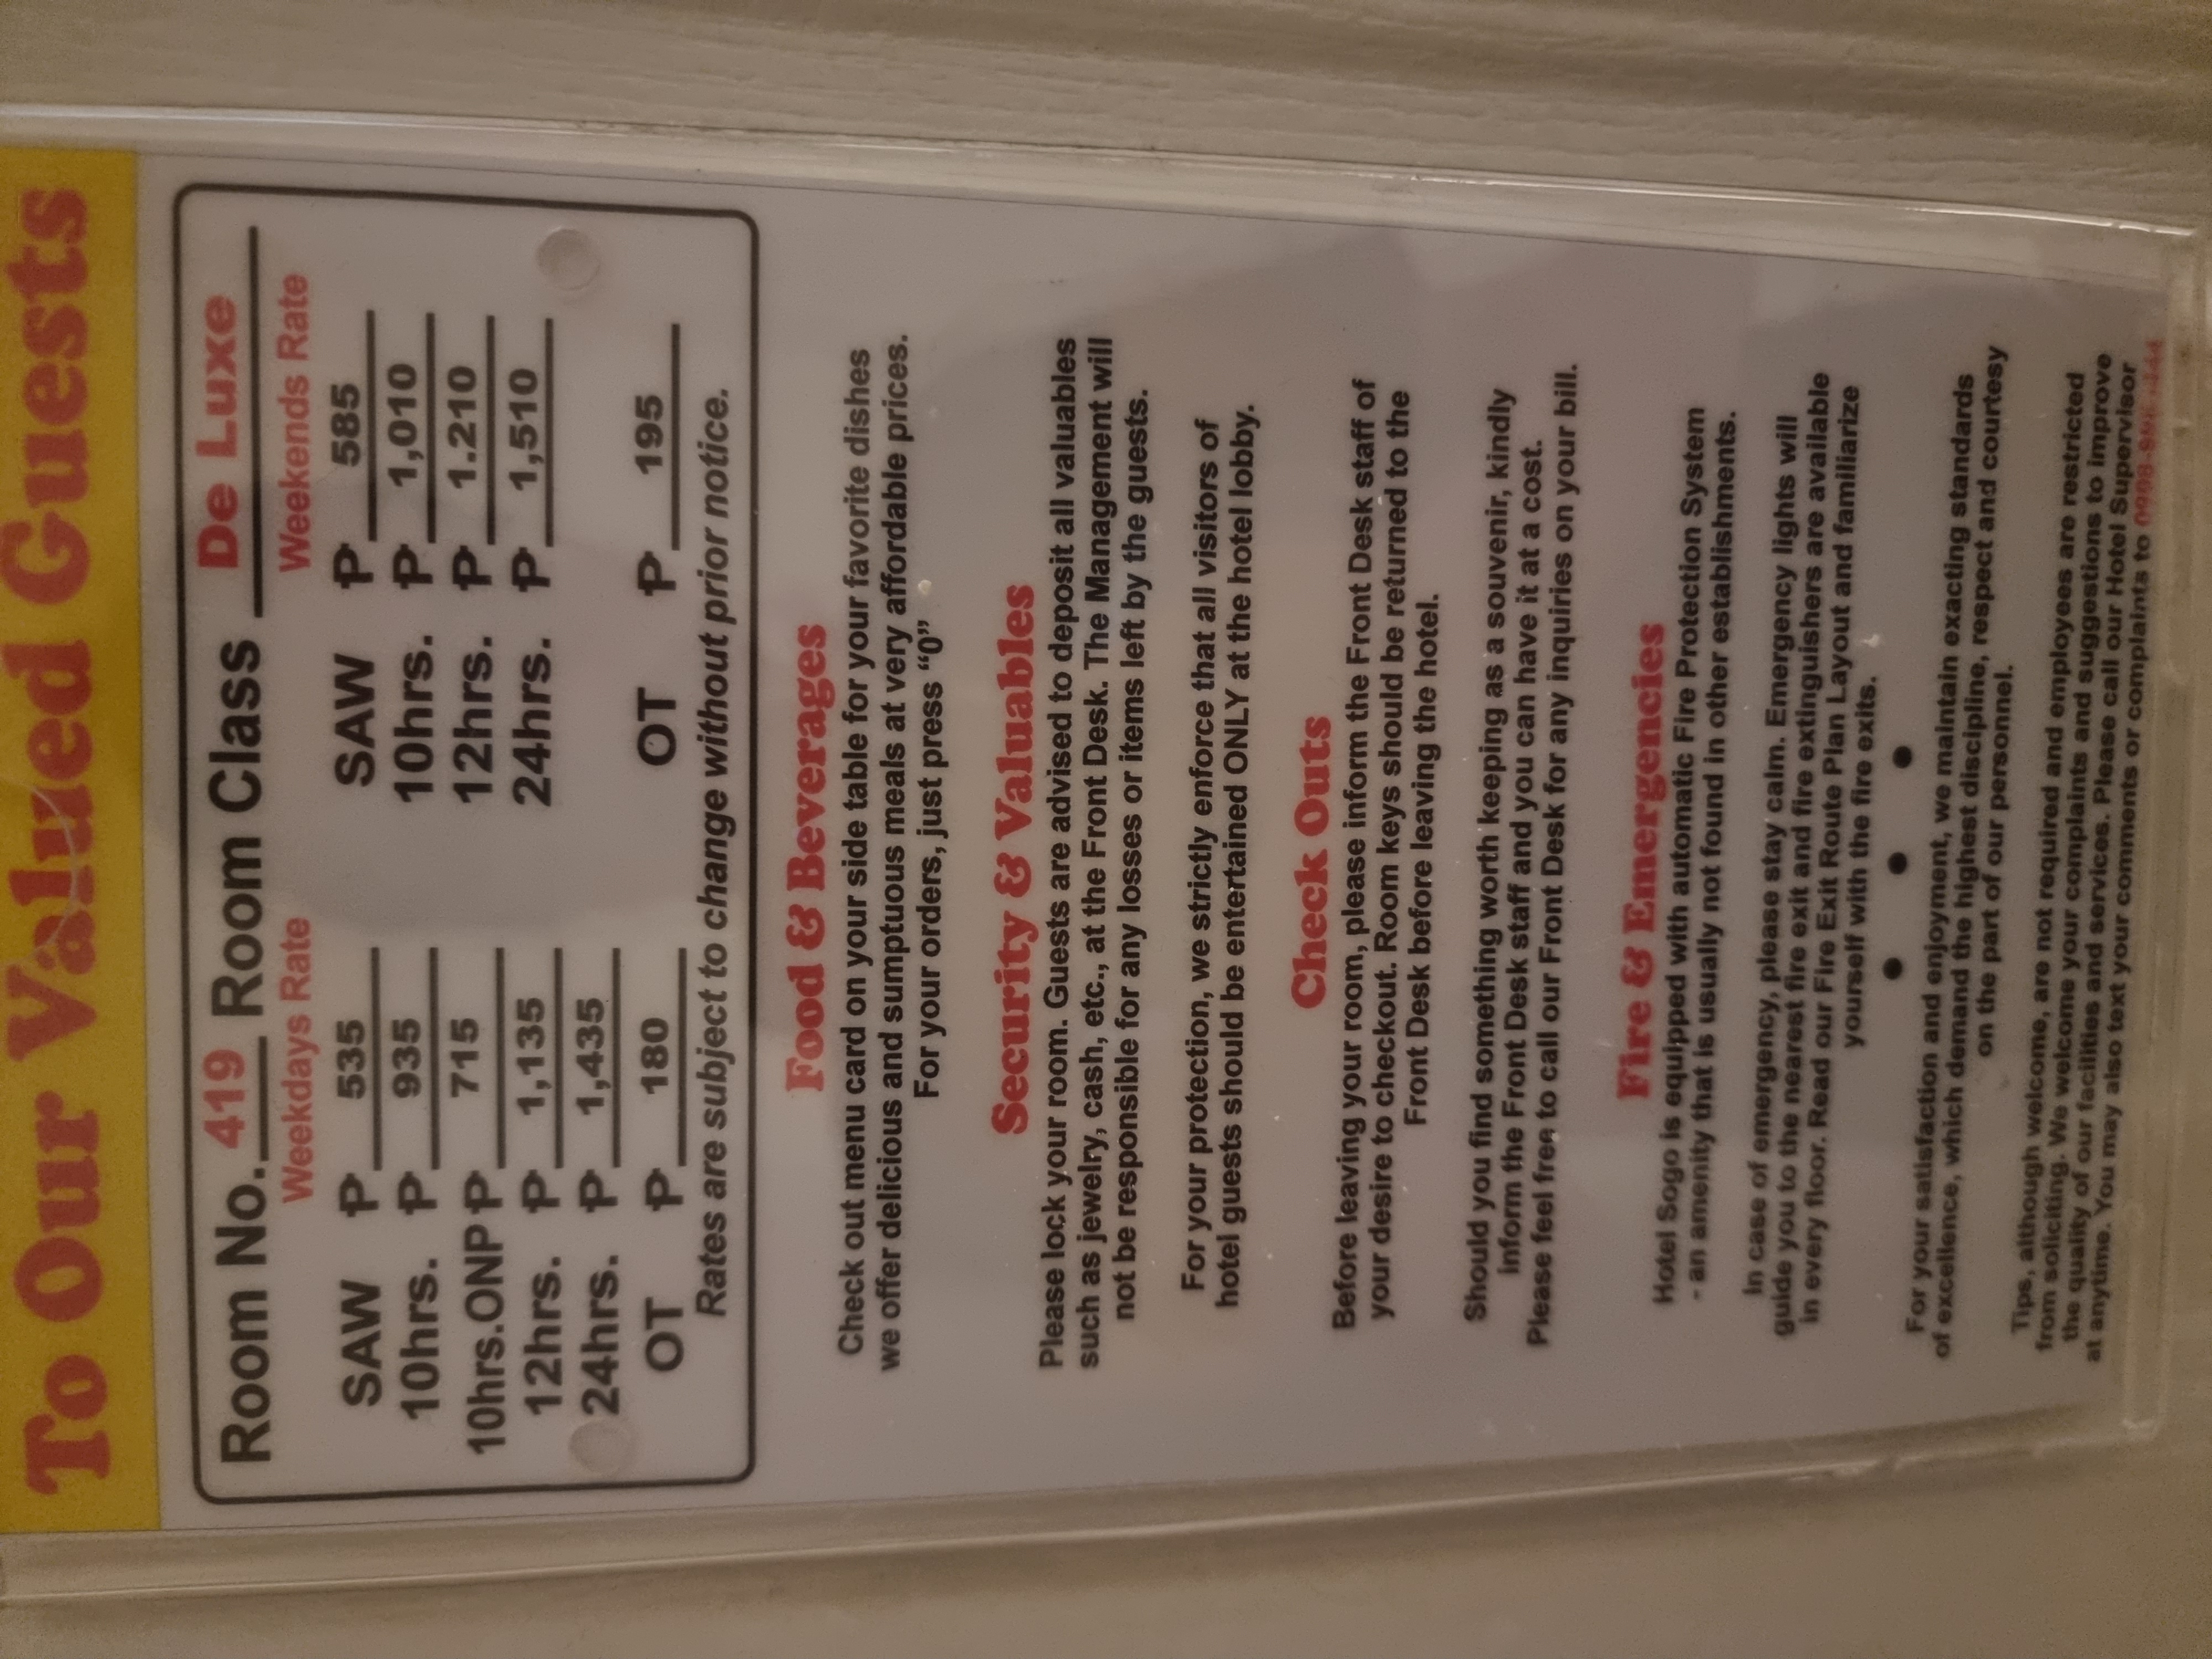 To Our Valued Guests
Room No. 419 Room Class De Luxe
Weekdays Rate Weekends Rate
SAW ₱ 535 SAW ₱ 585
10hrs. ₱ 935 10hrs. ₱ 1,010
10hrs.ONP ₱ 715 12hrs. ₱ 1.210
12hrs. ₱ 1,135 24hrs. ₱ 1,510
24hrs. ₱ 1,435
OT ₱ 180 OT ₱ 195
Rates are subject to change without prior notice.
Food & Beverages
Check out menu card on your side table for your favorite dishes
we offer delicious and sumptuous meals at very affordable prices.
For your orders, just press “0”
Security & Valuables
Please lock your room. Guests are advised to deposit all valuables
such as jewelry, cash, etc., at the Front Desk. The Management will
not be responsible for any losses or items left by the guests.
For your protection, we strictly enforce that all visitors of
hotel guests should be entertained ONLY at the hotel lobby.
Check Outs
Before leaving your room, please inform the Front Desk staff of
your desire to checkout. Room keys should be returned to the
Front Desk before leaving the hotel.
Should you find something worth keeping as a souvenir, kindly
inform the Front Desk staff and you can have it at a cost.
Please feel free to call our Front Desk for any inquiries on your bill.
Fire & Emergencies
Hotel Sogo is equipped with automatic Fire Protection System
- an amenity that is usually not found in other establishments.
In case of emergency, please stay calm. Emergency lights will
guide you to the nearest fire exit and fire extinguishers are available
in every floor. Read our Fire Exit Route Plan Layout and familiarize
yourself with the fire exits.
For your satisfaction and enjoyment, we maintain exacting standards
of excellence, which demand the highest discipline, respect and courtesy
on the part of our personnel.
Tips, although welcome, are not required and employees are restricted
from soliciting. We welcome your complaints and suggestions to improve
the quality of our facilities and services. Please call our Hotel Supervisor
at anytime. You may also text your comments or complaints to